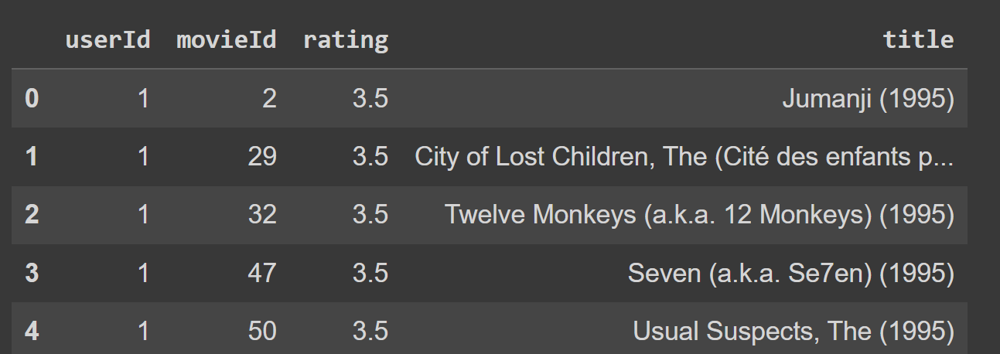 userId movieId rating title
0 1 2 3.5 Jumanji (1995)
1 1 29 3.5 City of Lost Children, The (Cité des enfants p...
2 1 32 3.5 Twelve Monkeys (a.k.a. 12 Monkeys) (1995)
3 1 47 3.5 Seven (a.k.a. Se7en) (1995)
4 1 50 3.5 Usual Suspects, The (1995)